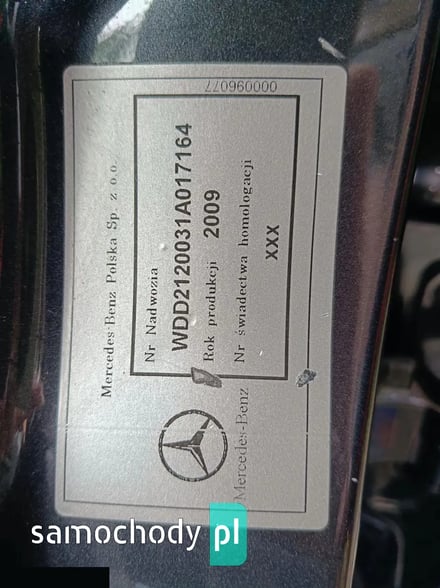 Mercedes-Benz Polska Sp. z o.o.
Nr Nadwozia
WDD2120031A017164
Rok produkcji 2009
Nr świadectwa homologacji
XXX
000096077
Mercedes-Benz
samochody pl